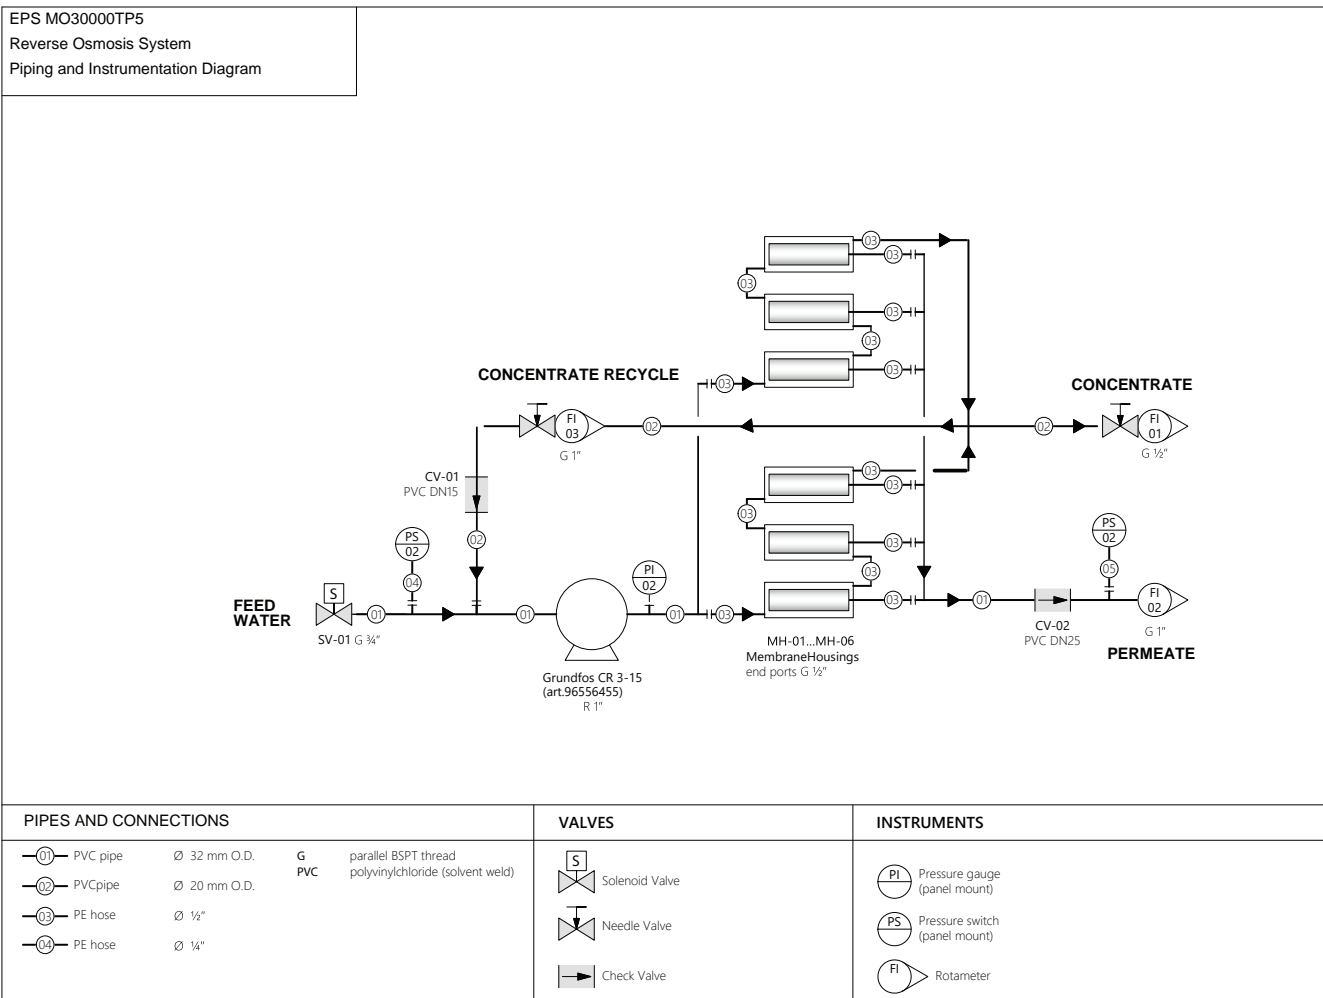 EPS MO30000TP5
Reverse Osmosis System
Piping and Instrumentation Diagram
03
03
03
03
03
03
03
CONCENTRATE RECYCLE
FI
03
G 1"
02
CONCENTRATE
02
FI
01
G ½"
CV-01
PVC DN15
03
03
03
03
03
03
02
PS
02
04
FEED
WATER
S
SV-01 G ¾"
01
01
PI
02
01
03
Grundfos CR 3-15
(art.96556455)
R 1"
MH-01...MH-06
MembraneHousings
end ports G ½"
01
CV-02
PVC DN25
PS
02
05
FI
02
G 1"
PERMEATE
PIPES AND CONNECTIONS
01 PVC pipe Ø 32 mm O.D.
02 PVCpipe Ø 20 mm O.D.
03 PE hose Ø ½"
04 PE hose Ø ¼"
G parallel BSPT thread
PVC polyvinylchloride (solvent weld)
VALVES
S
Solenoid Valve
Needle Valve
Check Valve
INSTRUMENTS
PI Pressure gauge
(panel mount)
PS Pressure switch
(panel mount)
FI Rotameter